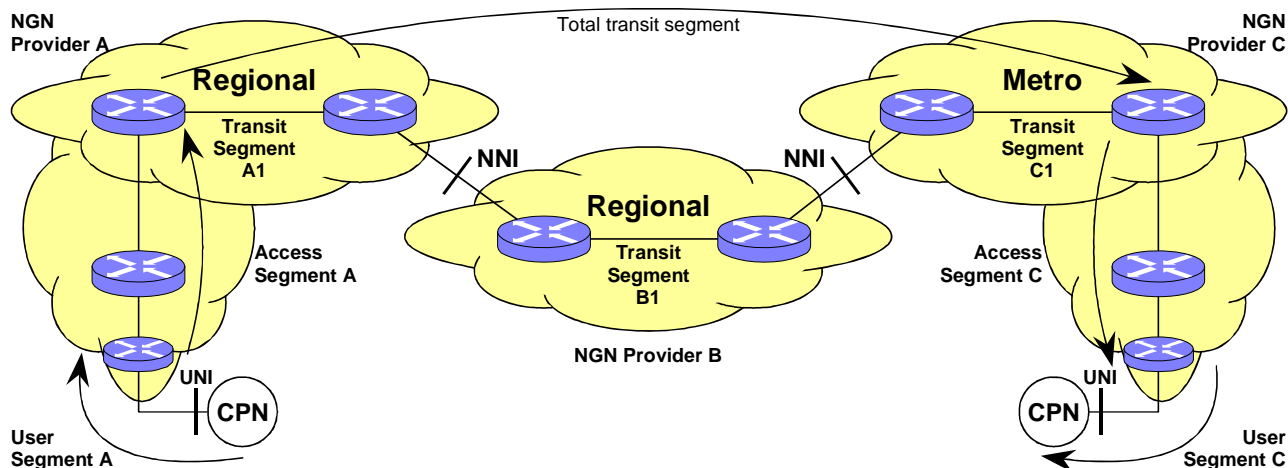 NGN
Provider A
Total transit segment
NGN
Provider C
Regional
Metro
Transit
Segment
A1
Transit
Segment
C1
NNI
NNI
Regional
Transit
Segment
B1
Access
Segment A
Access
Segment C
NGN Provider B
UNI
CPN
UNI
CPN
User
Segment A
User
Segment C